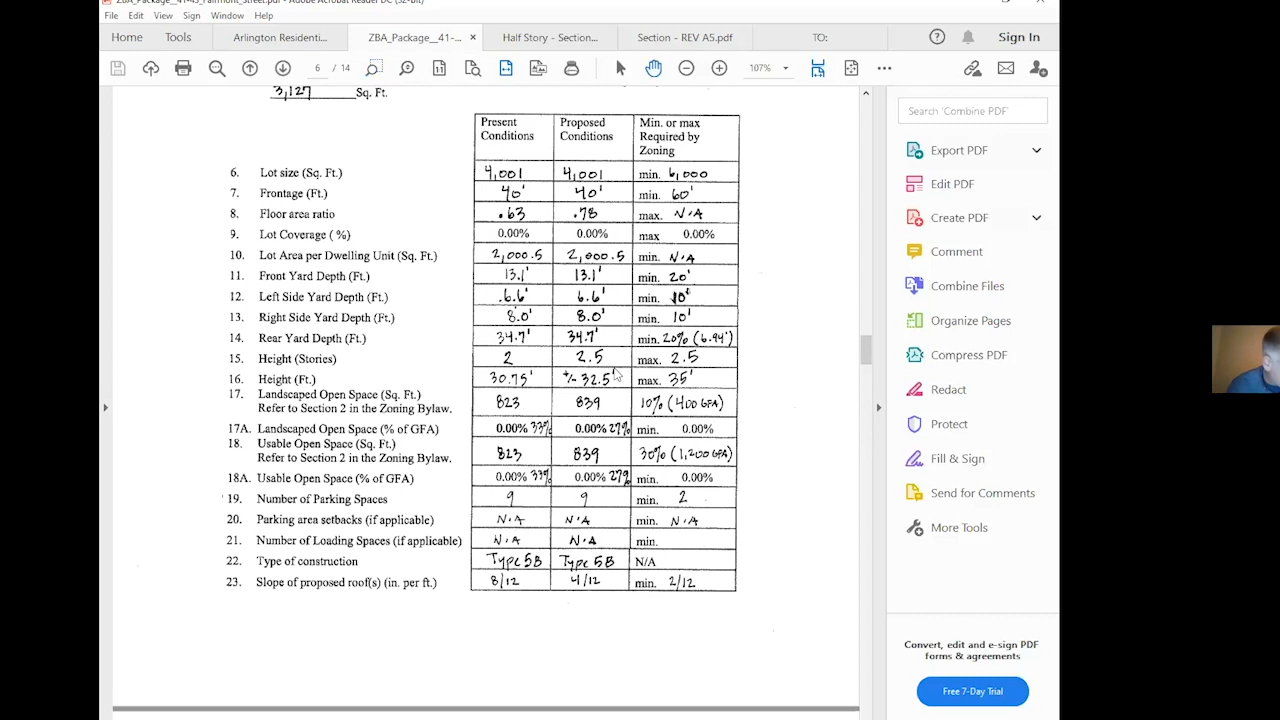 ZBA_Package_41-43_Fairmont_Street.pdf - Adobe Acrobat Reader DC (32-bit)
File Edit View Sign Window Help
Home Tools Arlington Residenti... ZBA_Package__41-... × Half Story - Section... Section - REV A5.pdf TO: Sign In
6 / 14 107%
3,127 Sq. Ft.
Present Conditions Proposed Conditions Min. or max Required by Zoning
6. Lot size (Sq. Ft.) 4,001 4,001 min. 6,000
7. Frontage (Ft.) 40' 40' min. 60'
8. Floor area ratio .63 .78 max. N.A
9. Lot Coverage ( %) 0.00% 0.00% max 0.00%
10. Lot Area per Dwelling Unit (Sq. Ft.) 2,000.5 2,000.5 min. N.A
11. Front Yard Depth (Ft.) 13.1' 13.1' min. 20'
12. Left Side Yard Depth (Ft.) 6.6' 6.6' min. 10'
13. Right Side Yard Depth (Ft.) 8.0' 8.0' min. 10'
14. Rear Yard Depth (Ft.) 34.7' 34.7' min. 20% (6.94')
15. Height (Stories) 2 2.5 max. 2.5
16. Height (Ft.) 30.75' +/- 32.5' max. 35'
17. Landscaped Open Space (Sq. Ft.) 823 839 10% (400 GFA)
Refer to Section 2 in the Zoning Bylaw.
17A. Landscaped Open Space (% of GFA) 0.00% 33% 0.00% 27% min. 0.00%
18. Usable Open Space (Sq. Ft.) 823 839 30% (1,200 GFA)
Refer to Section 2 in the Zoning Bylaw.
18A. Usable Open Space (% of GFA) 0.00% 33% 0.00% 27% min. 0.00%
19. Number of Parking Spaces 9 9 min. 2
20. Parking area setbacks (if applicable) N.A N.A min. N.A
21. Number of Loading Spaces (if applicable) N.A N.A min.
22. Type of construction Type 5B Type 5B N/A
23. Slope of proposed roof(s) (in. per ft.) 8/12 4/12 min. 2/12
Search 'Combine PDF'
Export PDF
Edit PDF
Create PDF
Comment
Combine Files
Organize Pages
Compress PDF
Redact
Protect
Fill & Sign
Send for Comments
More Tools
Convert, edit and e-sign PDF
forms & agreements
Free 7-Day Trial